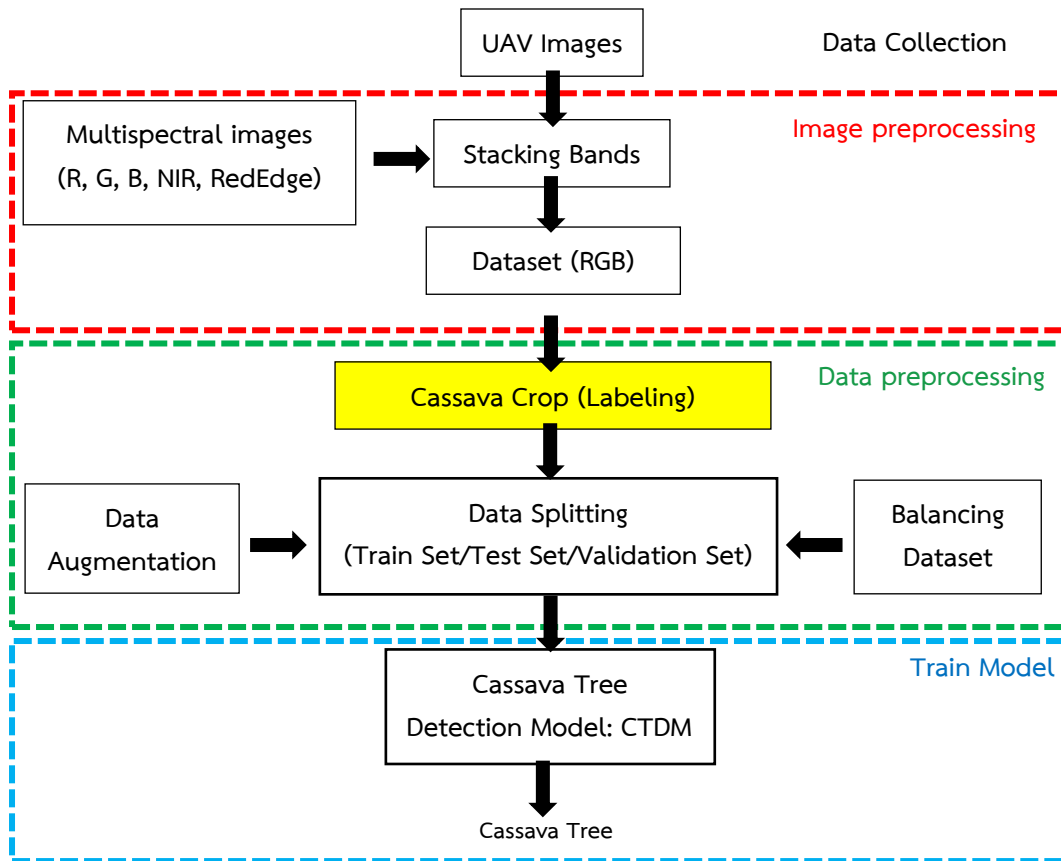 UAV Images
Data Collection
Image preprocessing
Multispectral images
(R, G, B, NIR, RedEdge)
Stacking Bands
Dataset (RGB)
Data preprocessing
Cassava Crop (Labeling)
Data
Augmentation
Data Splitting
(Train Set/Test Set/Validation Set)
Balancing
Dataset
Train Model
Cassava Tree
Detection Model: CTDM
Cassava Tree